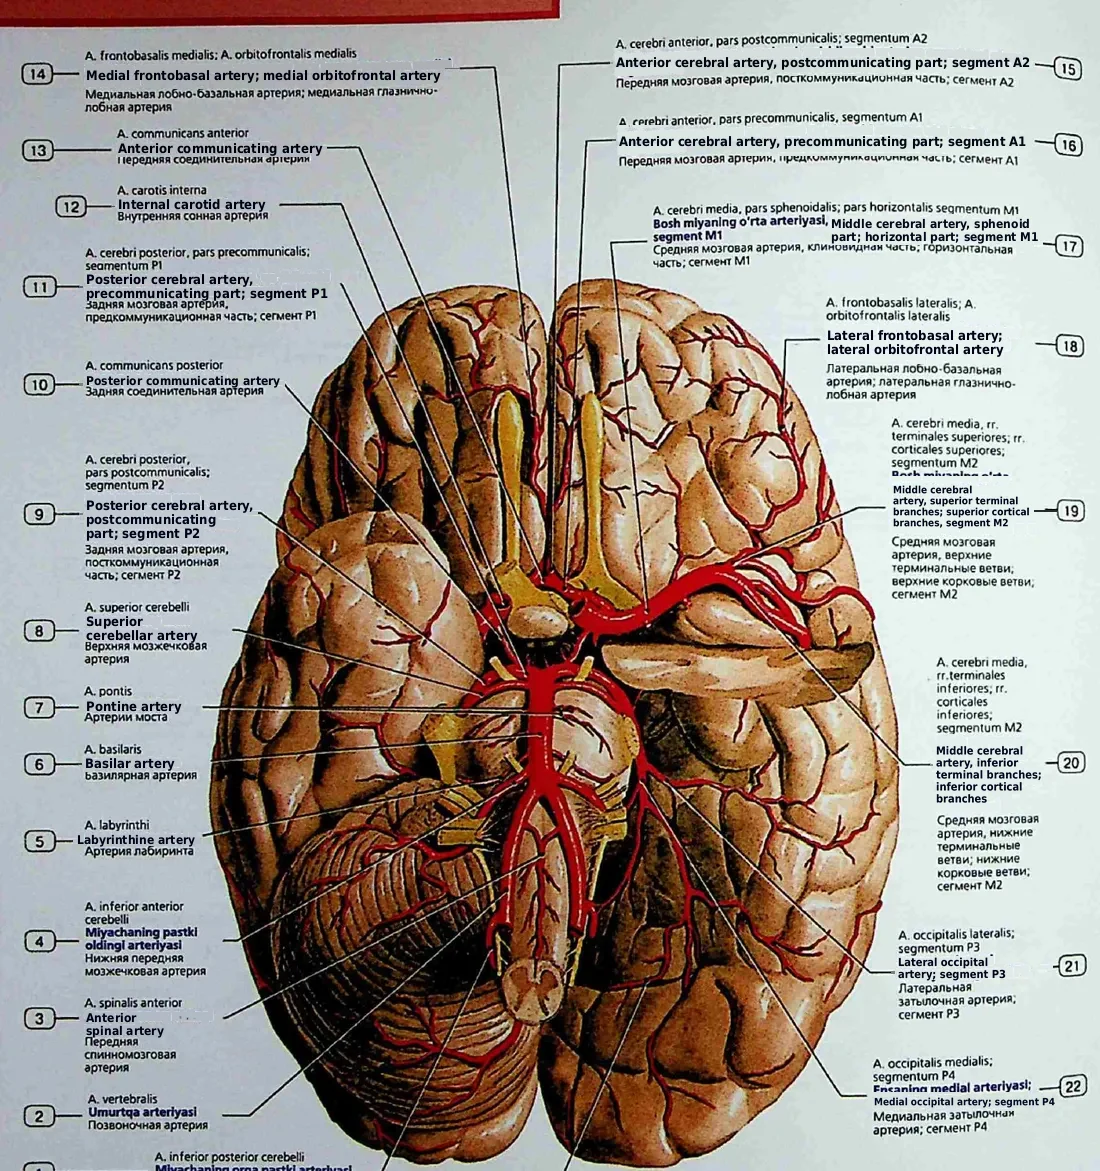 A. frontobasalis medialis; A. orbitofrontalis medialis
14
Medial frontobasal artery; medial orbitofrontal artery
Медиальная лобно-базальная артерия; медиальная глазнично-
лобная артерия
A. communicans anterior
13
Anterior communicating artery
Передняя соединительная артерия
A. carotis interna
12
Internal carotid artery
Внутренняя сонная артерия
A. cerebri posterior, pars precommunicalis;
segmentum P1
11
Posterior cerebral artery,
precommunicating part; segment P1
Задняя мозговая артерия,
предкоммуникационная часть; сегмент P1
A. communicans posterior
10
Posterior communicating artery
Задняя соединительная артерия
A. cerebri posterior,
pars postcommunicalis;
segmentum P2
9
Posterior cerebral artery,
postcommunicating
part; segment P2
Задняя мозговая артерия,
посткоммуникационная
часть; сегмент P2
A. superior cerebelli
8
Superior
cerebellar artery
Верхняя мозжечковая
артерия
A. pontis
7
Pontine artery
Артерии моста
A. basilaris
6
Basilar artery
Базилярная артерия
A. labyrinthi
5
Labyrinthine artery
Артерия лабиринта
A. inferior anterior
cerebelli
4
Miyachaning pastki
oldingi arteriyasi
Нижняя передняя
мозжечковая артерия
A. spinalis anterior
3
Anterior
spinal artery
Передняя
спинномозговая
артерия
A. vertebralis
2
Umurtqa arteriyasi
Позвоночная артерия
A. inferior posterior cerebelli
1
Miyachaning orqa pastki arteriyasi
A. cerebri anterior, pars postcommunicalis; segmentum A2
Anterior cerebral artery, postcommunicating part; segment A2
15
Передняя мозговая артерия, посткоммуникационная часть; сегмент A2
A. cerebri anterior, pars precommunicalis, segmentum A1
Anterior cerebral artery, precommunicating part; segment A1
16
Передняя мозговая артерия, предкоммуникационная часть; сегмент A1
A. cerebri media, pars sphenoidalis; pars horizontalis segmentum M1
Bosh miyaning o'rta arteriyasi, Middle cerebral artery, sphenoid
segment M1 part; horizontal part; segment M1
17
Средняя мозговая артерия, клиновидная часть; горизонтальная
часть; сегмент M1
A. frontobasalis lateralis; A.
orbitofrontalis lateralis
Lateral frontobasal artery;
lateral orbitofrontal artery
18
Латеральная лобно-базальная
артерия; латеральная глазнично-
лобная артерия
A. cerebri media, rr.
terminales superiores; rr.
corticales superiores;
segmentum M2
Bosh miyaning o'rta
Middle cerebral
artery, superior terminal
branches; superior cortical
branches, segment M2
19
Средняя мозговая
артерия, верхние
терминальные ветви;
верхние корковые ветви;
сегмент M2
A. cerebri media,
rr.terminales
inferiores; rr.
corticales
inferiores;
segmentum M2
Middle cerebral
artery, inferior
terminal branches;
inferior cortical
branches
20
Средняя мозговая
артерия, нижние
терминальные
ветви; нижние
корковые ветви;
сегмент M2
A. occipitalis lateralis;
segmentum P3
Lateral occipital
artery; segment P3
21
Латеральная
затылочная артерия;
сегмент P3
A. occipitalis medialis;
segmentum P4
Ensaning medial arteriyasi;
Medial occipital artery; segment P4
22
Медиальная затылочная
артерия; сегмент P4